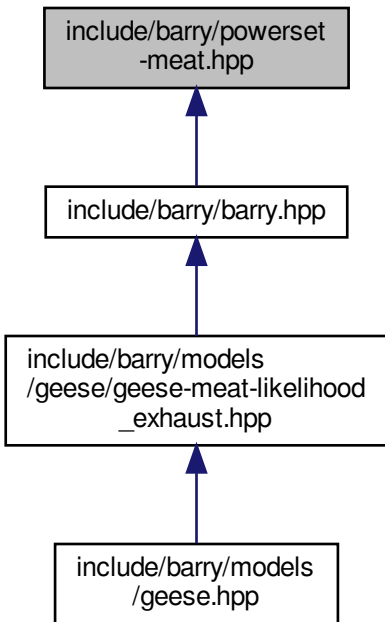 include/barry/powerset
-meat.hpp
include/barry/barry.hpp
include/barry/models
/geese/geese-meat-likelihood
_exhaust.hpp
include/barry/models
/geese.hpp